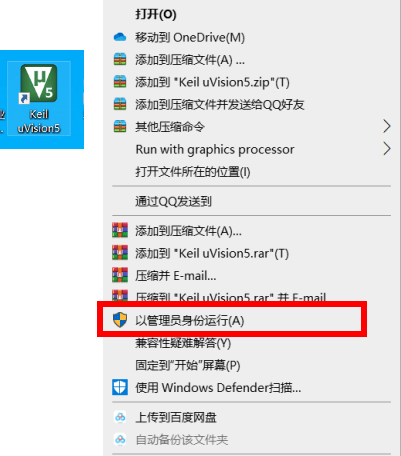 μ
V5
Keil
uVision5
打开(O)
移动到 OneDrive(M)
添加到压缩文件(A) ...
添加到 "Keil uVision5.zip"(T)
添加到压缩文件并发送给QQ好友
其他压缩命令
Run with graphics processor
打开文件所在的位置(I)
通过QQ发送到
添加到压缩文件(A)...
添加到 "Keil uVision5.rar"(T)
压缩并 E-mail...
压缩到 "Keil uVision5.rar" 并 E-mail
以管理员身份运行(A)
兼容性疑难解答(Y)
固定到"开始"屏幕(P)
使用 Windows Defender扫描...
上传到百度网盘
自动备份该文件夹